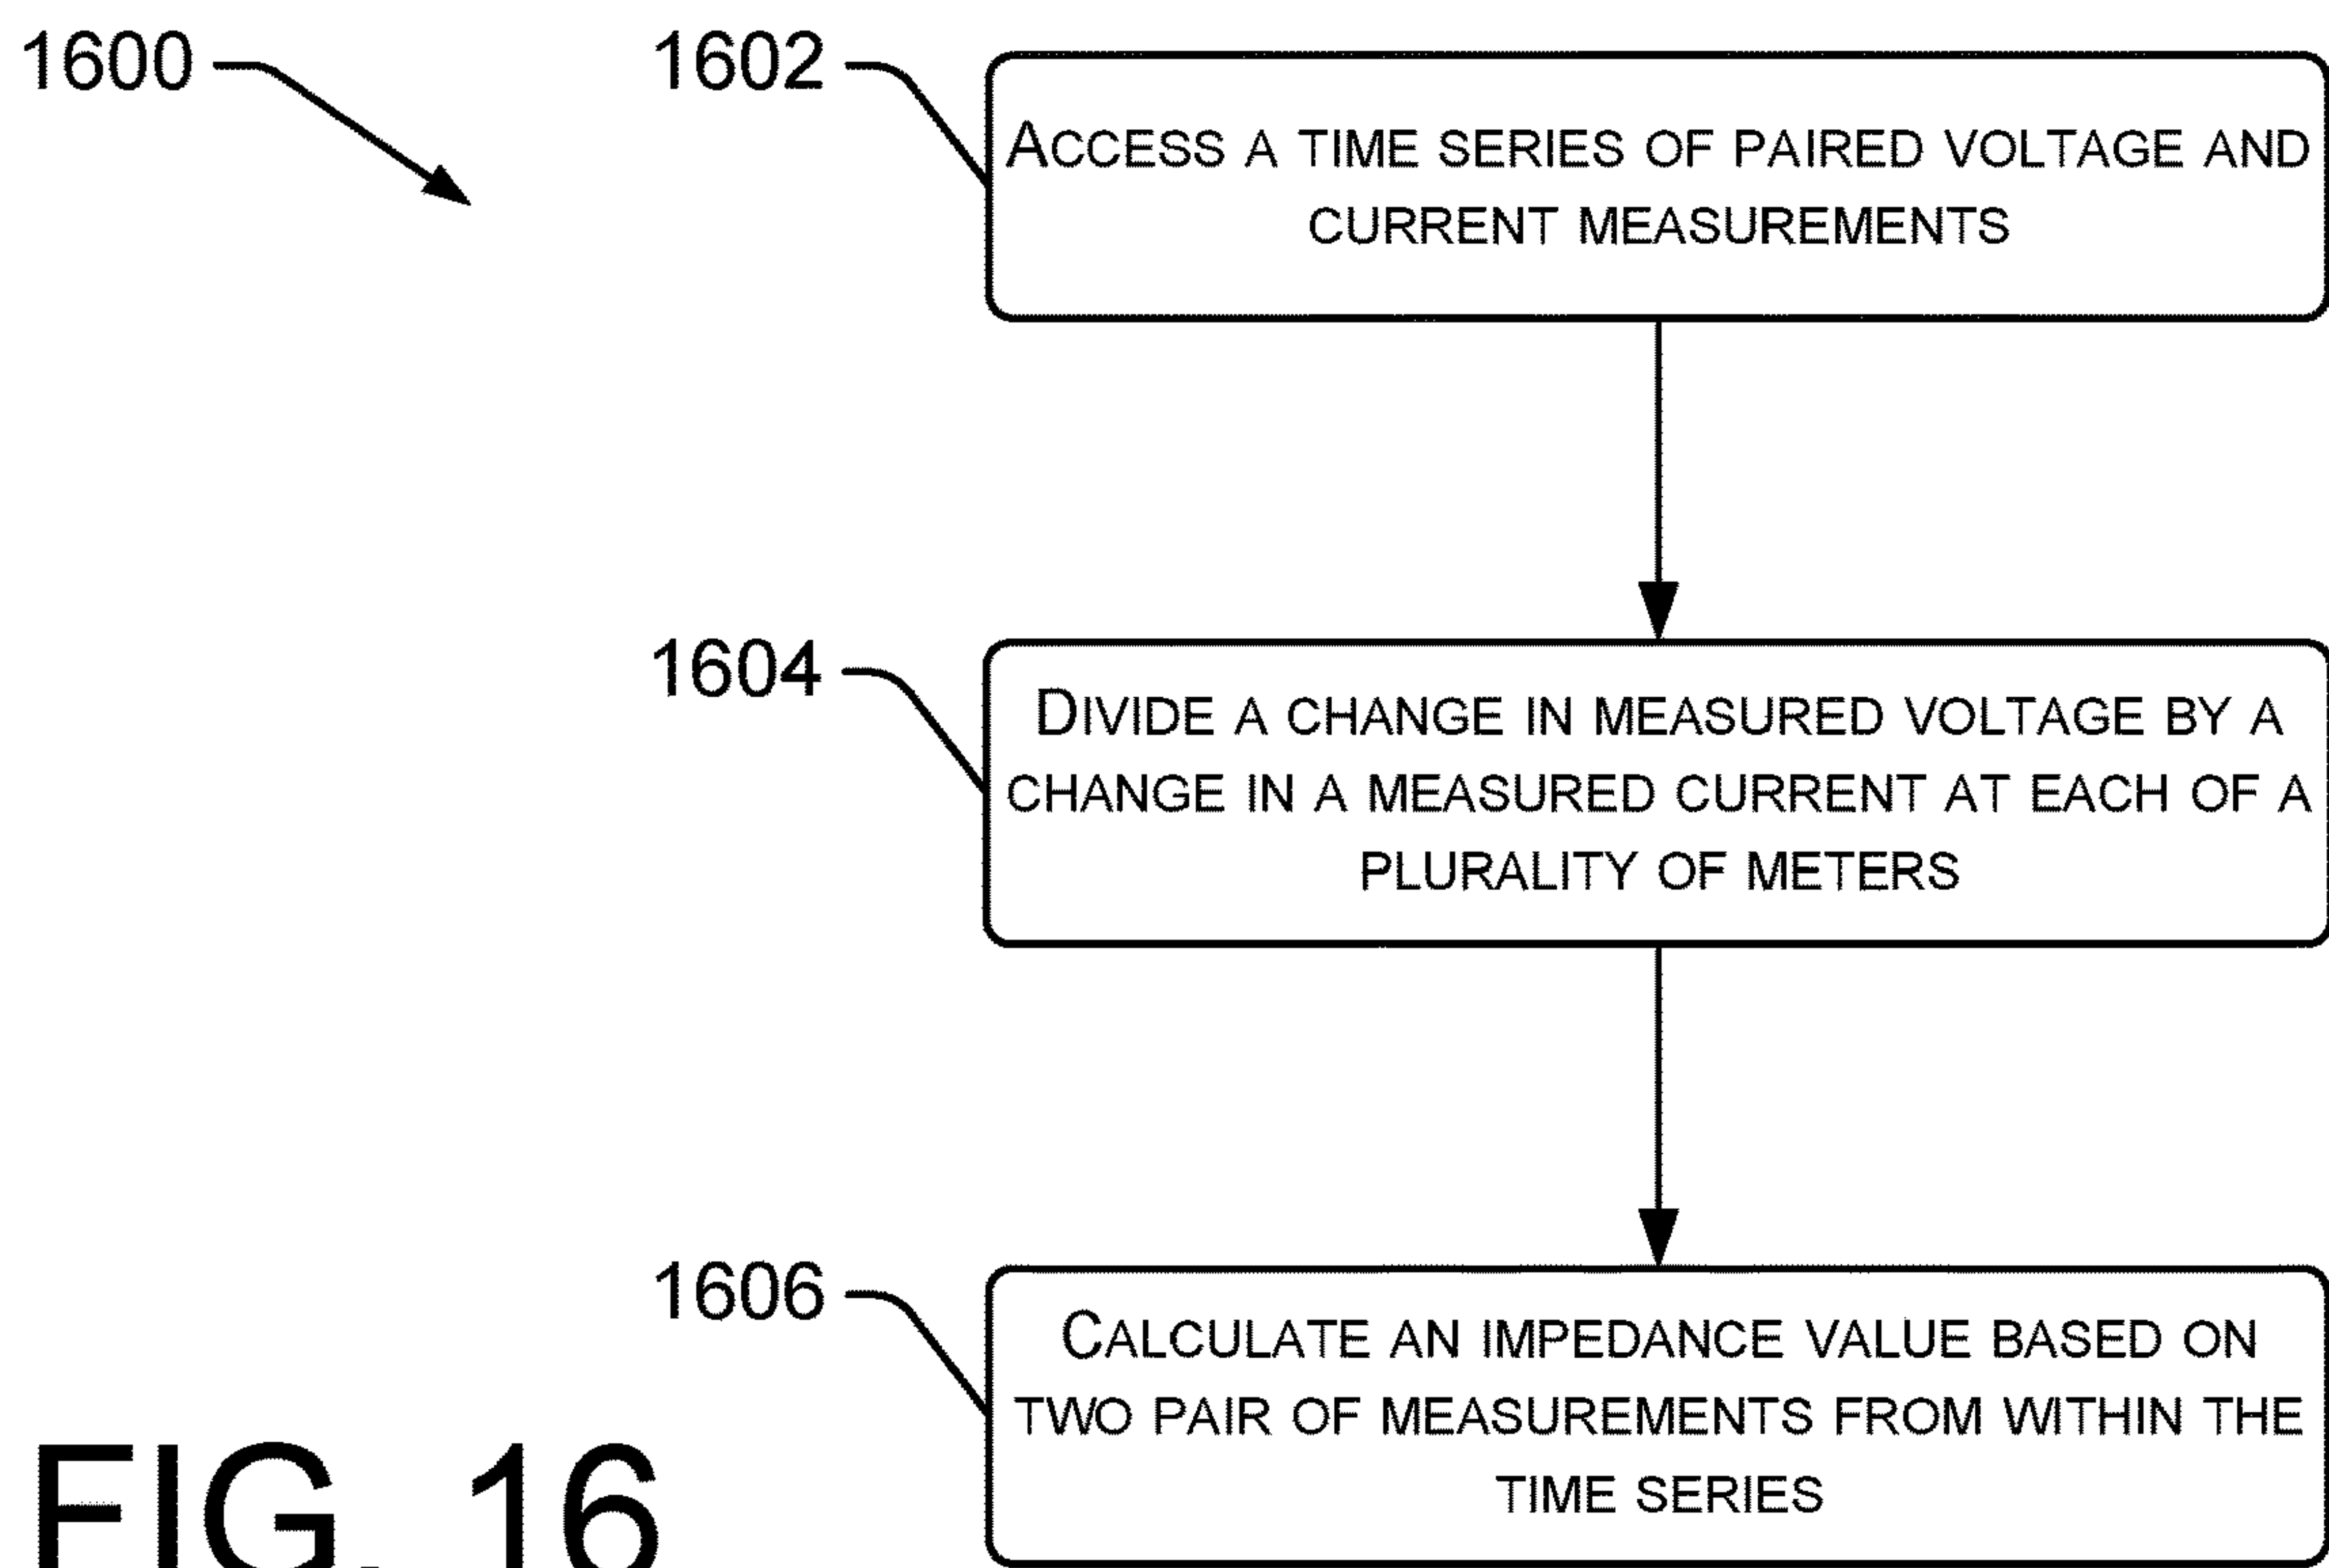 1600
1602
ACCESS A TIME SERIES OF PAIRED VOLTAGE AND
CURRENT MEASUREMENTS
1604
DIVIDE A CHANGE IN MEASURED VOLTAGE BY A
CHANGE IN A MEASURED CURRENT AT EACH OF A
PLURALITY OF METERS
1606
CALCULATE AN IMPEDANCE VALUE BASED ON
TWO PAIR OF MEASUREMENTS FROM WITHIN THE
TIME SERIES
FIG. 16